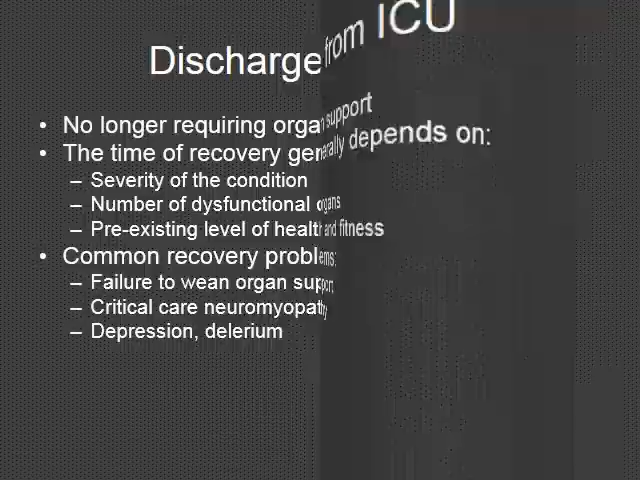 Discharge from ICU
• No longer requiring organ support
• The time of recovery generally depends on:
– Severity of the condition
– Number of dysfunctional organs
– Pre-existing level of health and fitness
• Common recovery problems:
– Failure to wean organ support
– Critical care neuromyopathy
– Depression, delerium